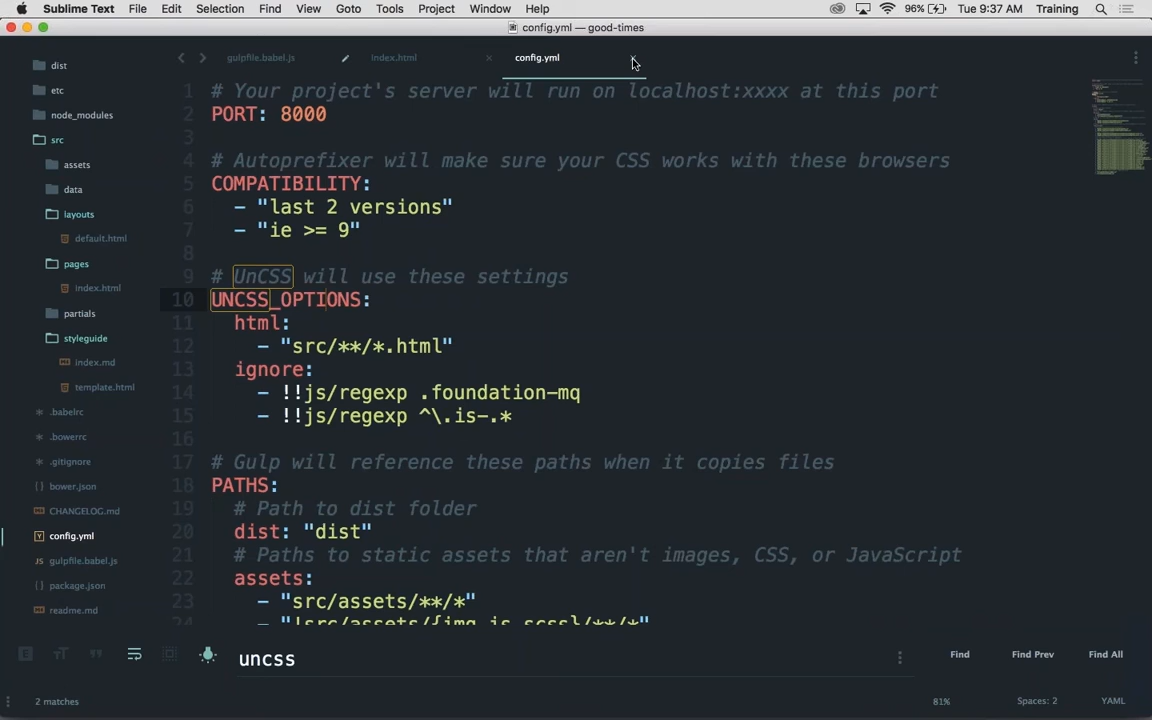 Sublime Text File Edit Selection Find View Goto Tools Project Window Help 96% Tue 9:37 AM Training
config.yml — good-times
gulpfile.babel.js index.html config.yml
dist
etc
node_modules
src
assets
data
layouts
default.html
pages
index.html
partials
styleguide
index.md
template.html
.babelrc
.bowerrc
.gitignore
bower.json
CHANGELOG.md
config.yml
JS gulpfile.babel.js
package.json
readme.md
1 # Your project's server will run on localhost:xxxx at this port
2 PORT: 8000
3
4 # Autoprefixer will make sure your CSS works with these browsers
5 COMPATIBILITY:
6 - "last 2 versions"
7 - "ie >= 9"
8
9 # UnCSS will use these settings
10 UNCSS_OPTIONS:
11 html:
12 - "src/**/*.html"
13 ignore:
14 - !!js/regexp .foundation-mq
15 - !!js/regexp ^\.is-.*
16
17 # Gulp will reference these paths when it copies files
18 PATHS:
19 # Path to dist folder
20 dist: "dist"
21 # Paths to static assets that aren't images, CSS, or JavaScript
22 assets:
23 - "src/assets/**/*"
24 - "!src/assets/{img,js,scss}/**/*"
uncss Find Find Prev Find All
2 matches 81% Spaces: 2 YAML